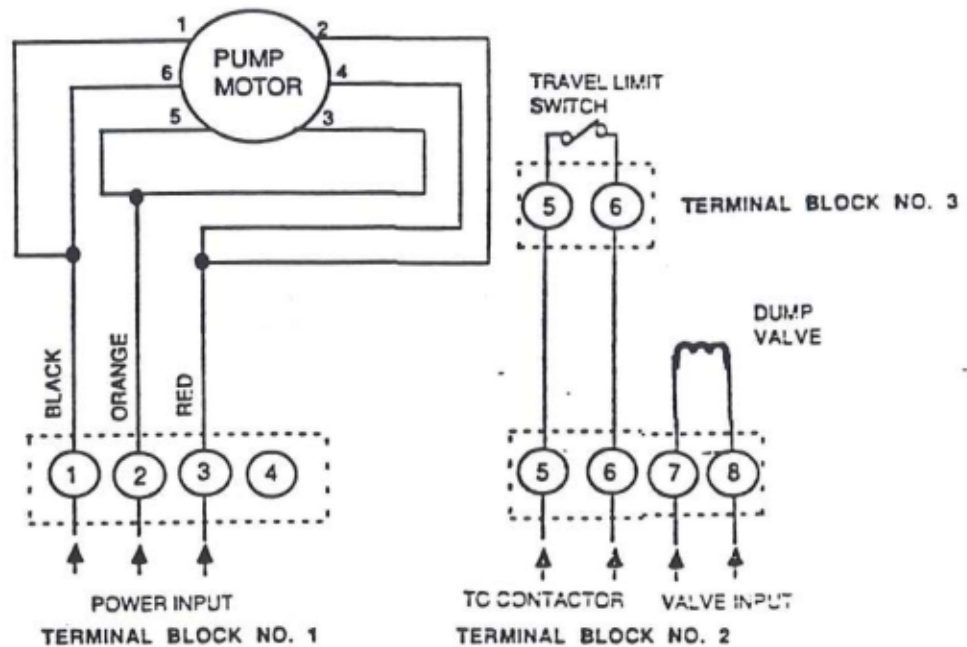 1
2
PUMP
MOTOR
6
4
5
3
TRAVEL LIMIT
SWITCH
5
6
TERMINAL BLOCK NO. 3
DUMP
VALVE
BLACK
ORANGE
RED
1
2
3
4
5
6
7
8
POWER INPUT
TO CONTACTOR
VALVE INPUT
TERMINAL BLOCK NO. 1
TERMINAL BLOCK NO. 2